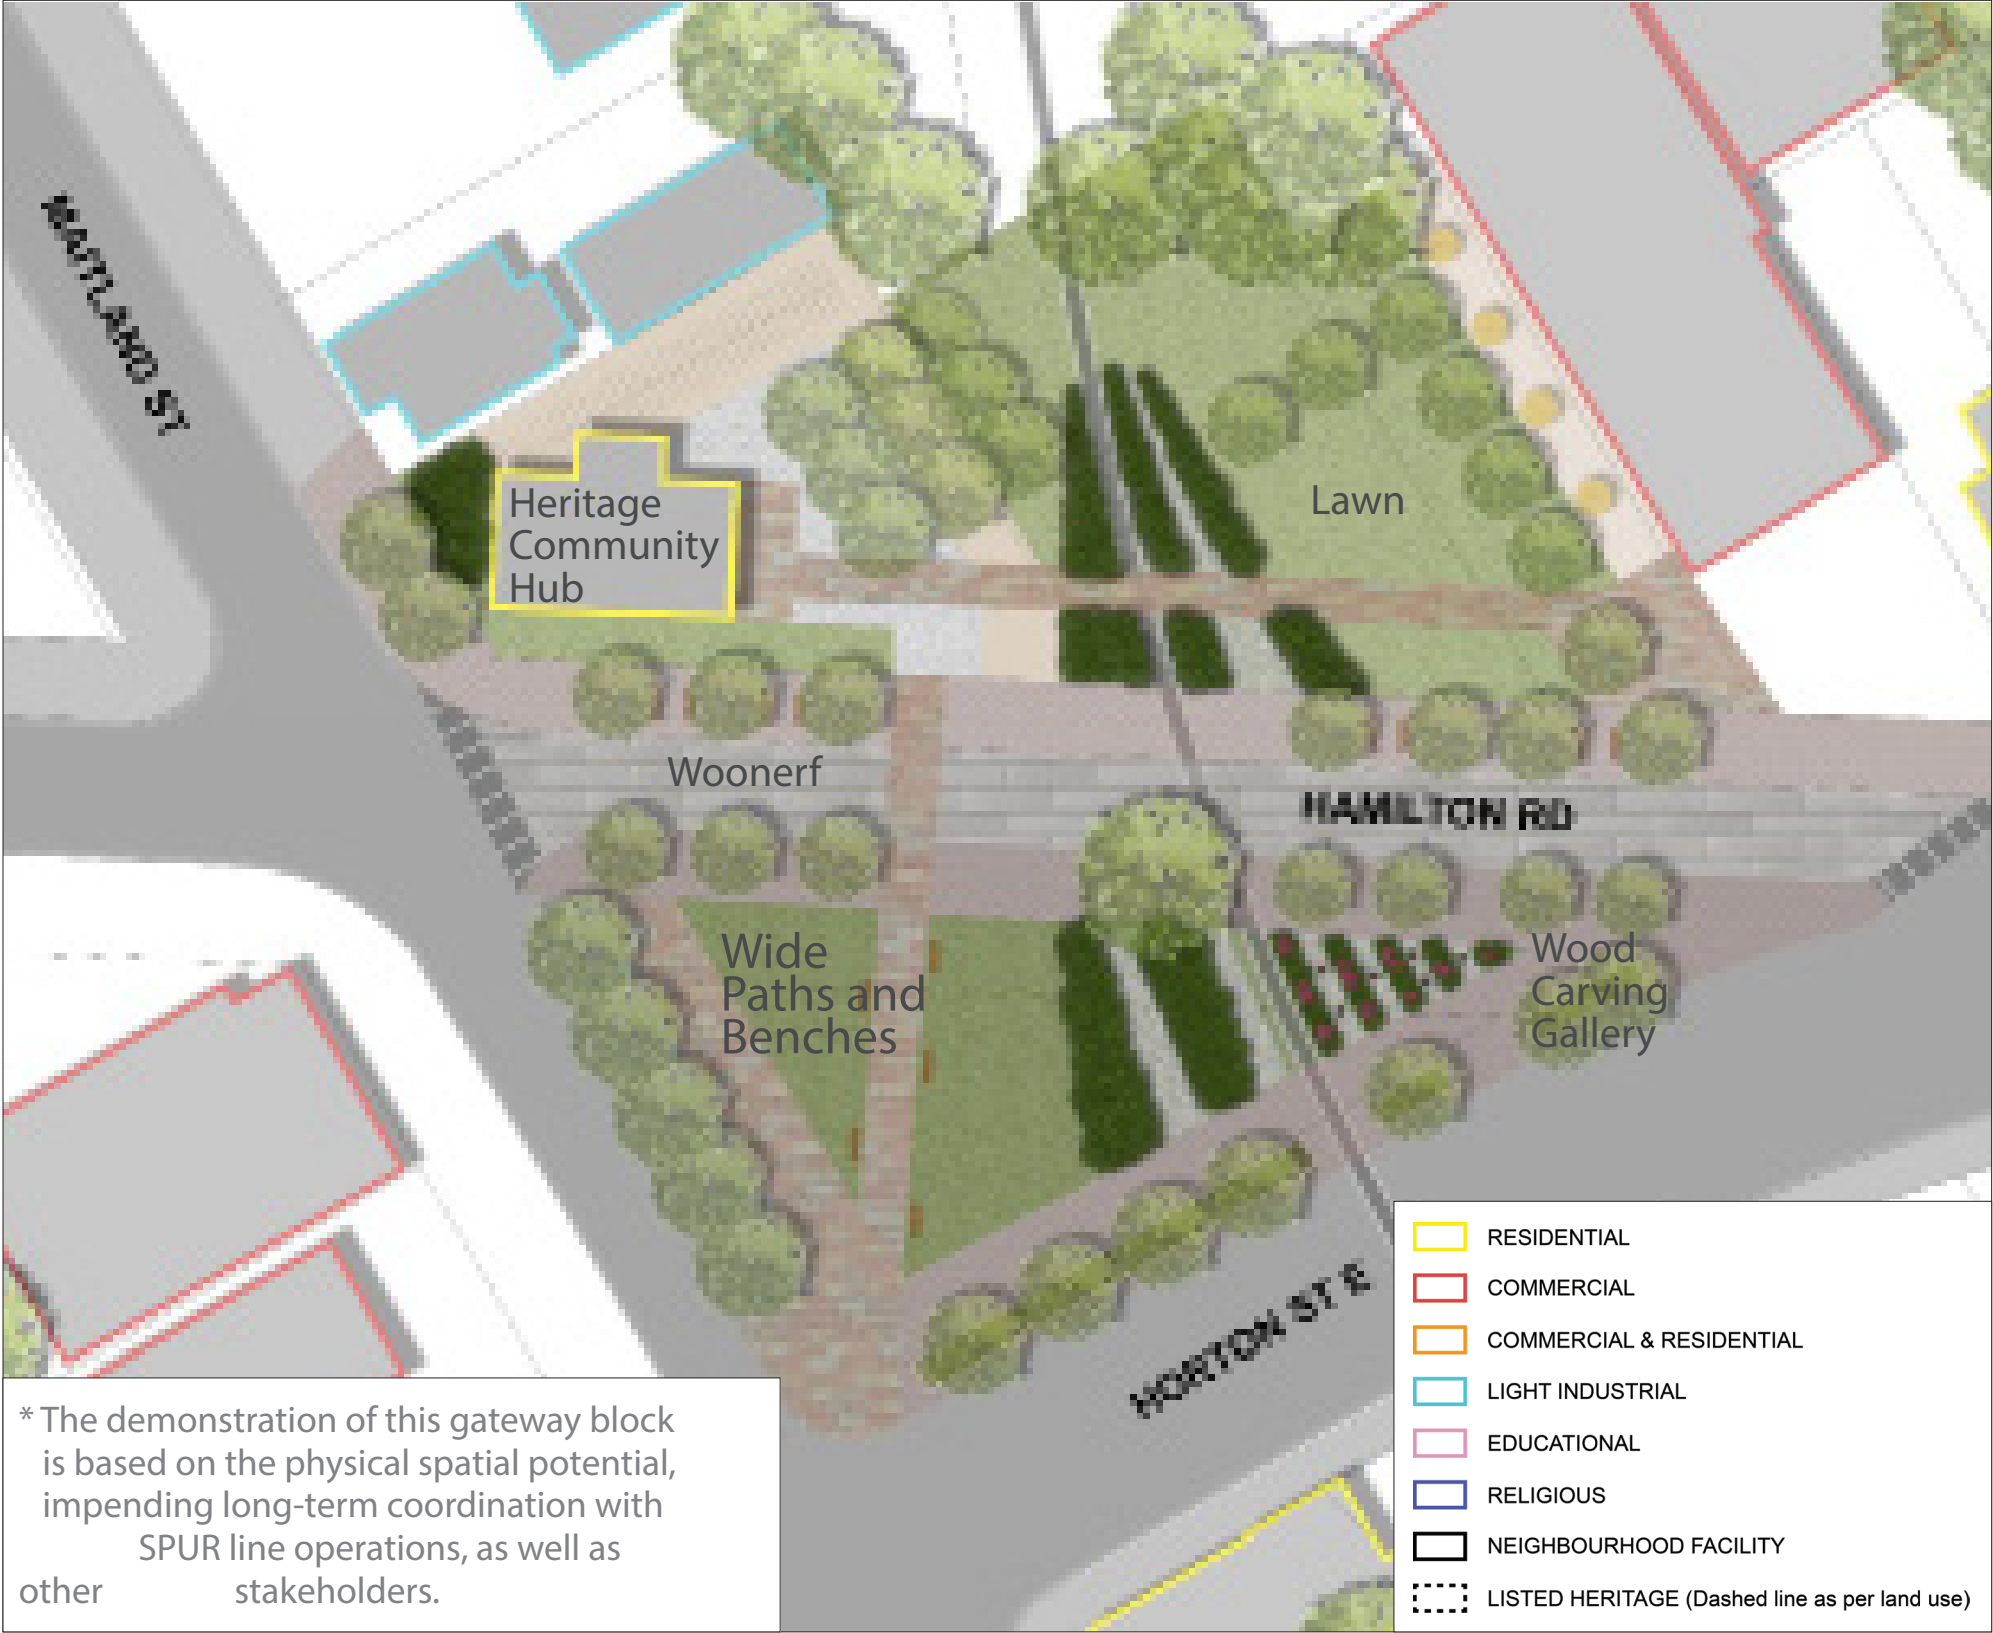 MAITLAND ST
Heritage
Community
Hub
Lawn
Woonerf
HAMILTON RD
Wide
Paths and
Benches
Wood
Carving
Gallery
HORTON ST E
* The demonstration of this gateway block
is based on the physical spatial potential,
impending long-term coordination with
SPUR line operations, as well as
other stakeholders.
RESIDENTIAL
COMMERCIAL
COMMERCIAL & RESIDENTIAL
LIGHT INDUSTRIAL
EDUCATIONAL
RELIGIOUS
NEIGHBOURHOOD FACILITY
LISTED HERITAGE (Dashed line as per land use)